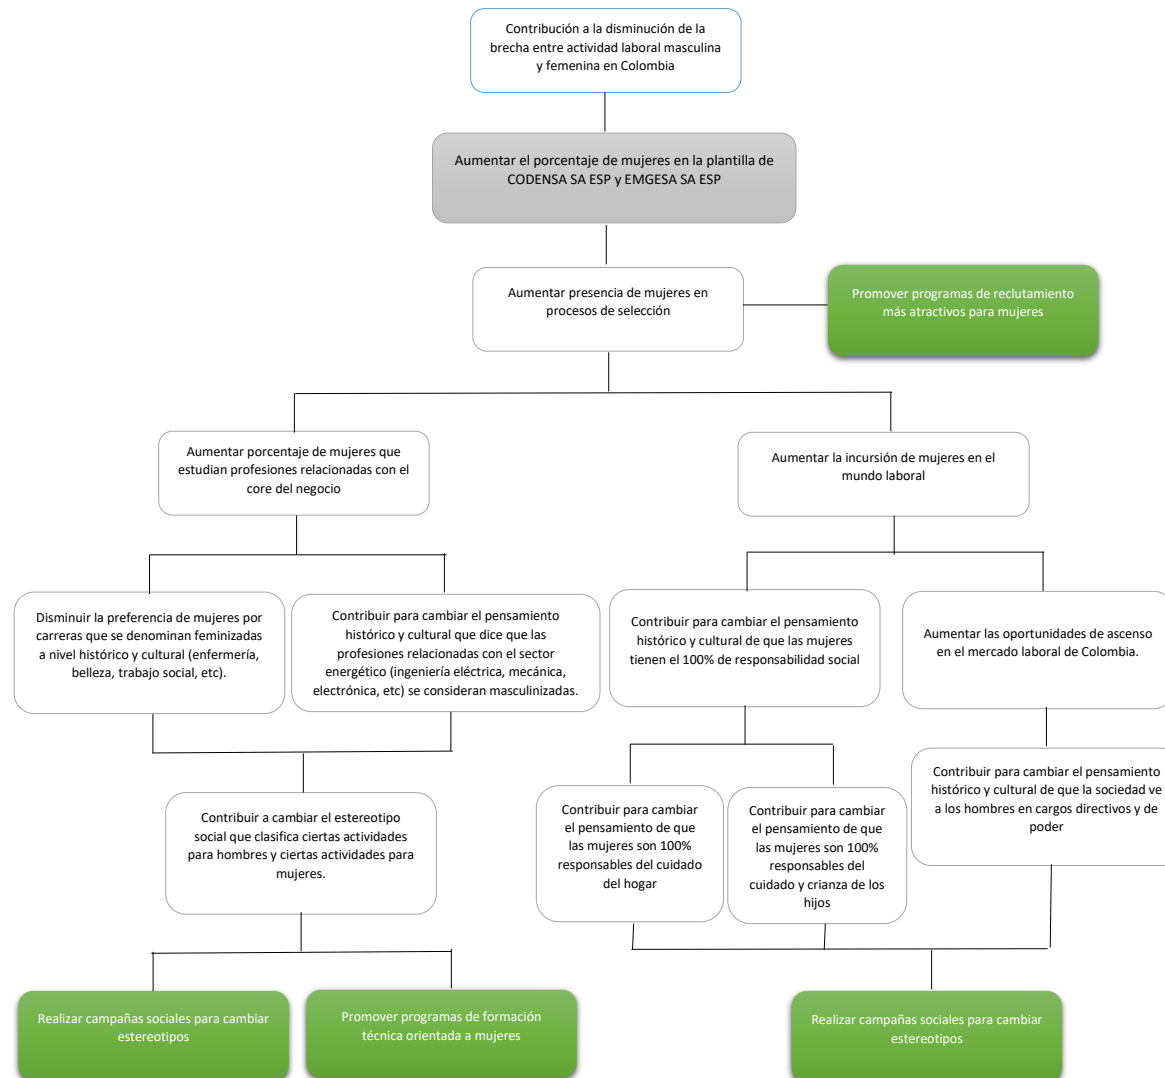 Contribución a la disminución de la
brecha entre actividad laboral masculina
y femenina en Colombia
Aumentar el porcentaje de mujeres en la plantilla de
CODENSA SA ESP y EMGESA SA ESP
Aumentar presencia de mujeres en
procesos de selección
Promover programas de reclutamiento
más atractivos para mujeres
Aumentar porcentaje de mujeres que
estudian profesiones relacionadas con el
core del negocio
Aumentar la incursión de mujeres en el
mundo laboral
Disminuir la preferencia de mujeres por
carreras que se denominan feminizadas
a nivel histórico y cultural (enfermería,
belleza, trabajo social, etc).
Contribuir para cambiar el pensamiento
histórico y cultural que dice que las
profesiones relacionadas con el sector
energético (ingeniería eléctrica, mecánica,
electrónica, etc) se consideran masculinizadas.
Contribuir para cambiar el pensamiento
histórico y cultural de que las mujeres
tienen el 100% de responsabilidad social
Aumentar las oportunidades de ascenso
en el mercado laboral de Colombia.
Contribuir a cambiar el estereotipo
social que clasifica ciertas actividades
para hombres y ciertas actividades para
mujeres.
Contribuir para cambiar
el pensamiento de que
las mujeres son 100%
responsables del cuidado
del hogar
Contribuir para cambiar
el pensamiento de que
las mujeres son 100%
responsables del
cuidado y crianza de los
hijos
Contribuir para cambiar el pensamiento
histórico y cultural de que la sociedad ve
a los hombres en cargos directivos y de
poder
Realizar campañas sociales para cambiar
estereotipos
Promover programas de formación
técnica orientada a mujeres
Realizar campañas sociales para cambiar
estereotipos